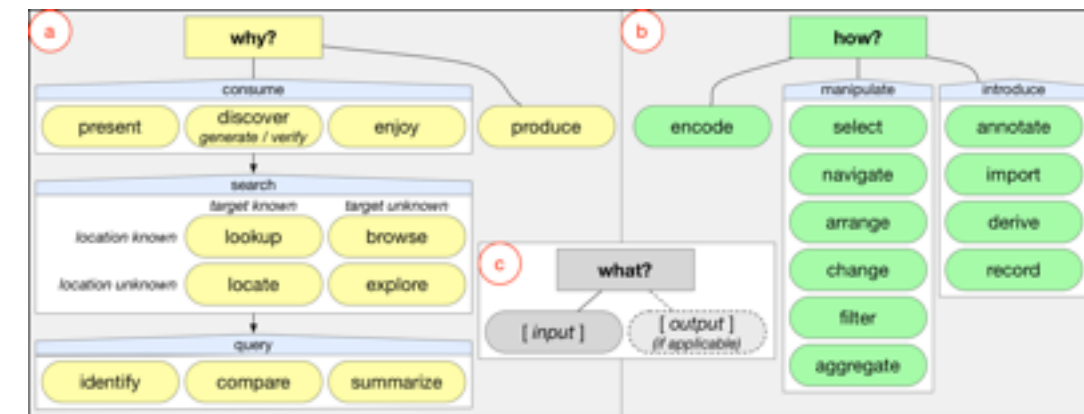 a
why?
consume
present
discover
generate / verify
enjoy
produce
search
target known
target unknown
location known
lookup
browse
location unknown
locate
explore
query
identify
compare
summarize
b
how?
encode
manipulate
select
navigate
arrange
change
filter
aggregate
introduce
annotate
import
derive
record
c
what?
[ input ]
[ output ]
(if applicable)